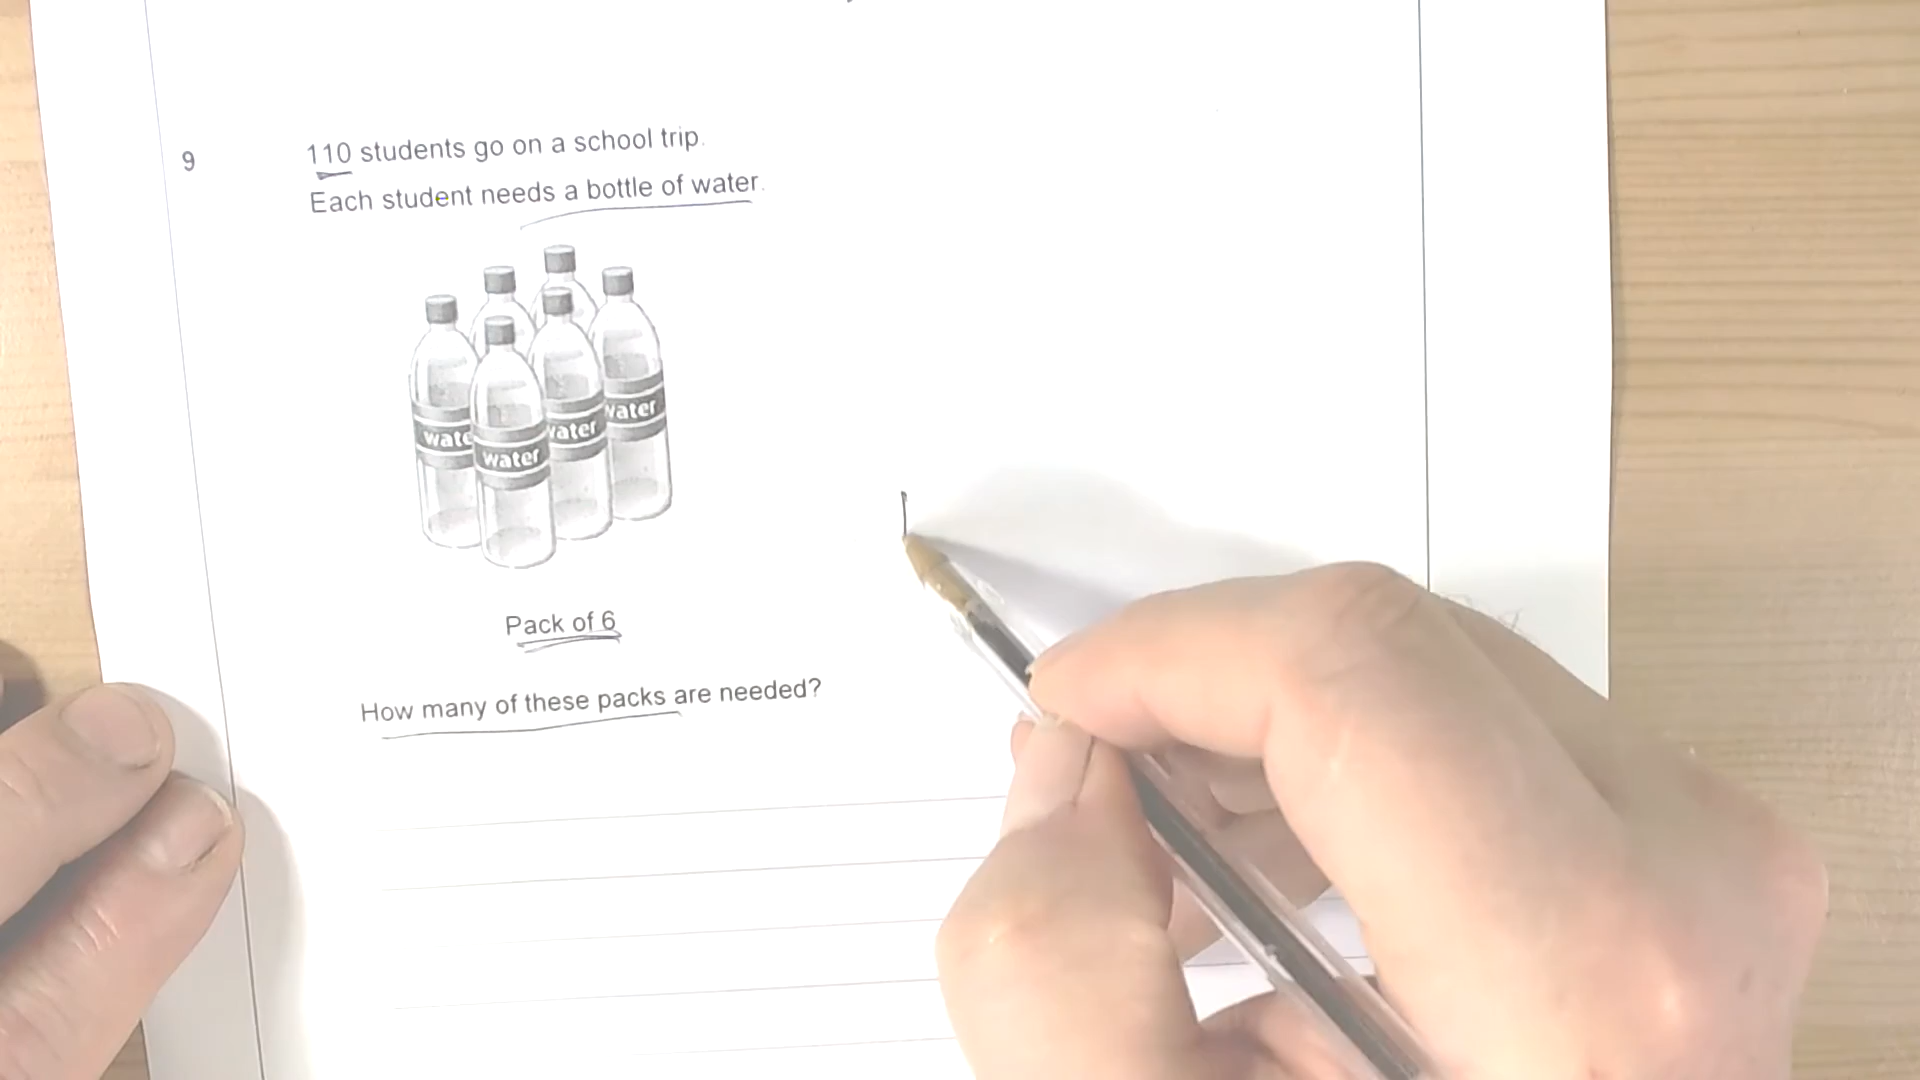 9
110 students go on a school trip.
Each student needs a bottle of water.
water
water
water
Pack of 6
How many of these packs are needed?